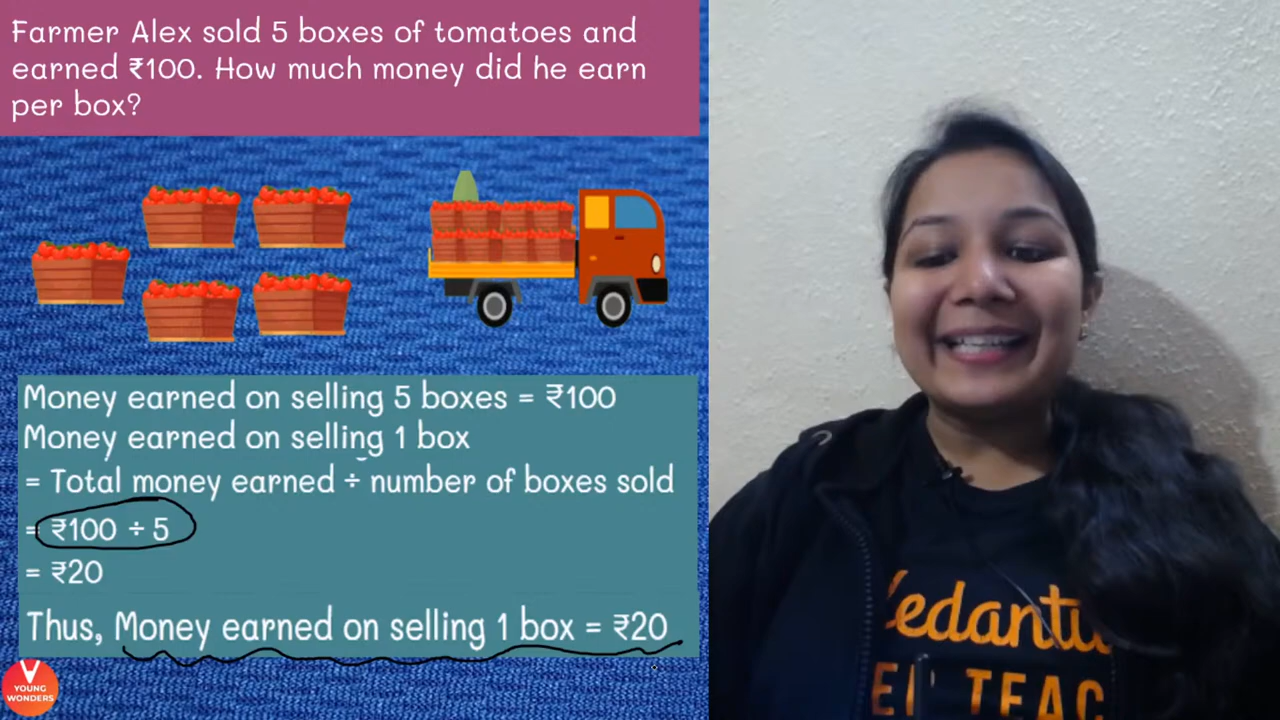 Farmer Alex sold 5 boxes of tomatoes and
earned ₹100. How much money did he earn
per box?
Money earned on selling 5 boxes = ₹100
Money earned on selling 1 box
= Total money earned ÷ number of boxes sold
= ₹100 ÷ 5
= ₹20
Thus, Money earned on selling 1 box = ₹20
V
YOUNG
WONDERS